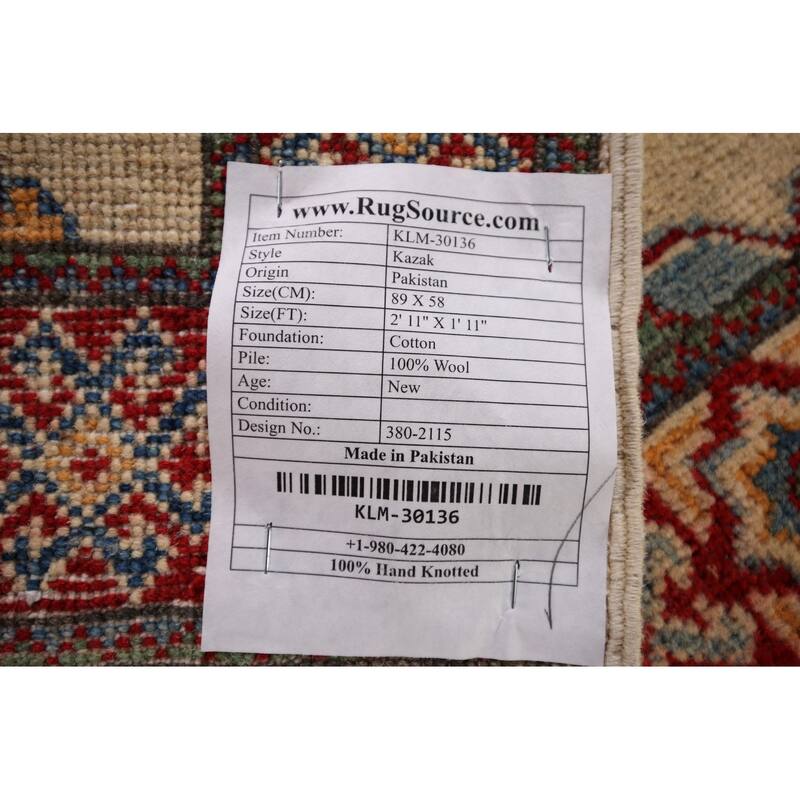 www.RugSource.com
Item Number: KLM-30136
Style Kazak
Origin Pakistan
Size(CM): 89 X 58
Size(FT): 2' 11" X 1' 11"
Foundation: Cotton
Pile: 100% Wool
Age: New
Condition:
Design No.: 380-2115
Made in Pakistan
KLM-30136
+1-980-422-4080
100% Hand Knotted